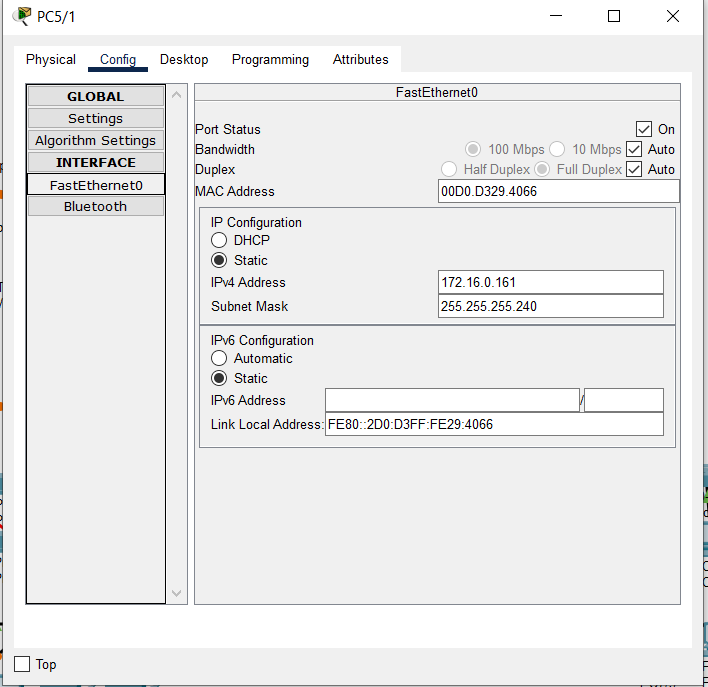 PC5/1
Physical Config Desktop Programming Attributes
GLOBAL
Settings
Algorithm Settings
INTERFACE
FastEthernet0
Bluetooth
FastEthernet0
Port Status On
Bandwidth 100 Mbps 10 Mbps Auto
Duplex Half Duplex Full Duplex Auto
MAC Address 00D0.D329.4066
IP Configuration
DHCP
Static
IPv4 Address 172.16.0.161
Subnet Mask 255.255.255.240
IPv6 Configuration
Automatic
Static
IPv6 Address /
Link Local Address: FE80::2D0:D3FF:FE29:4066
Top